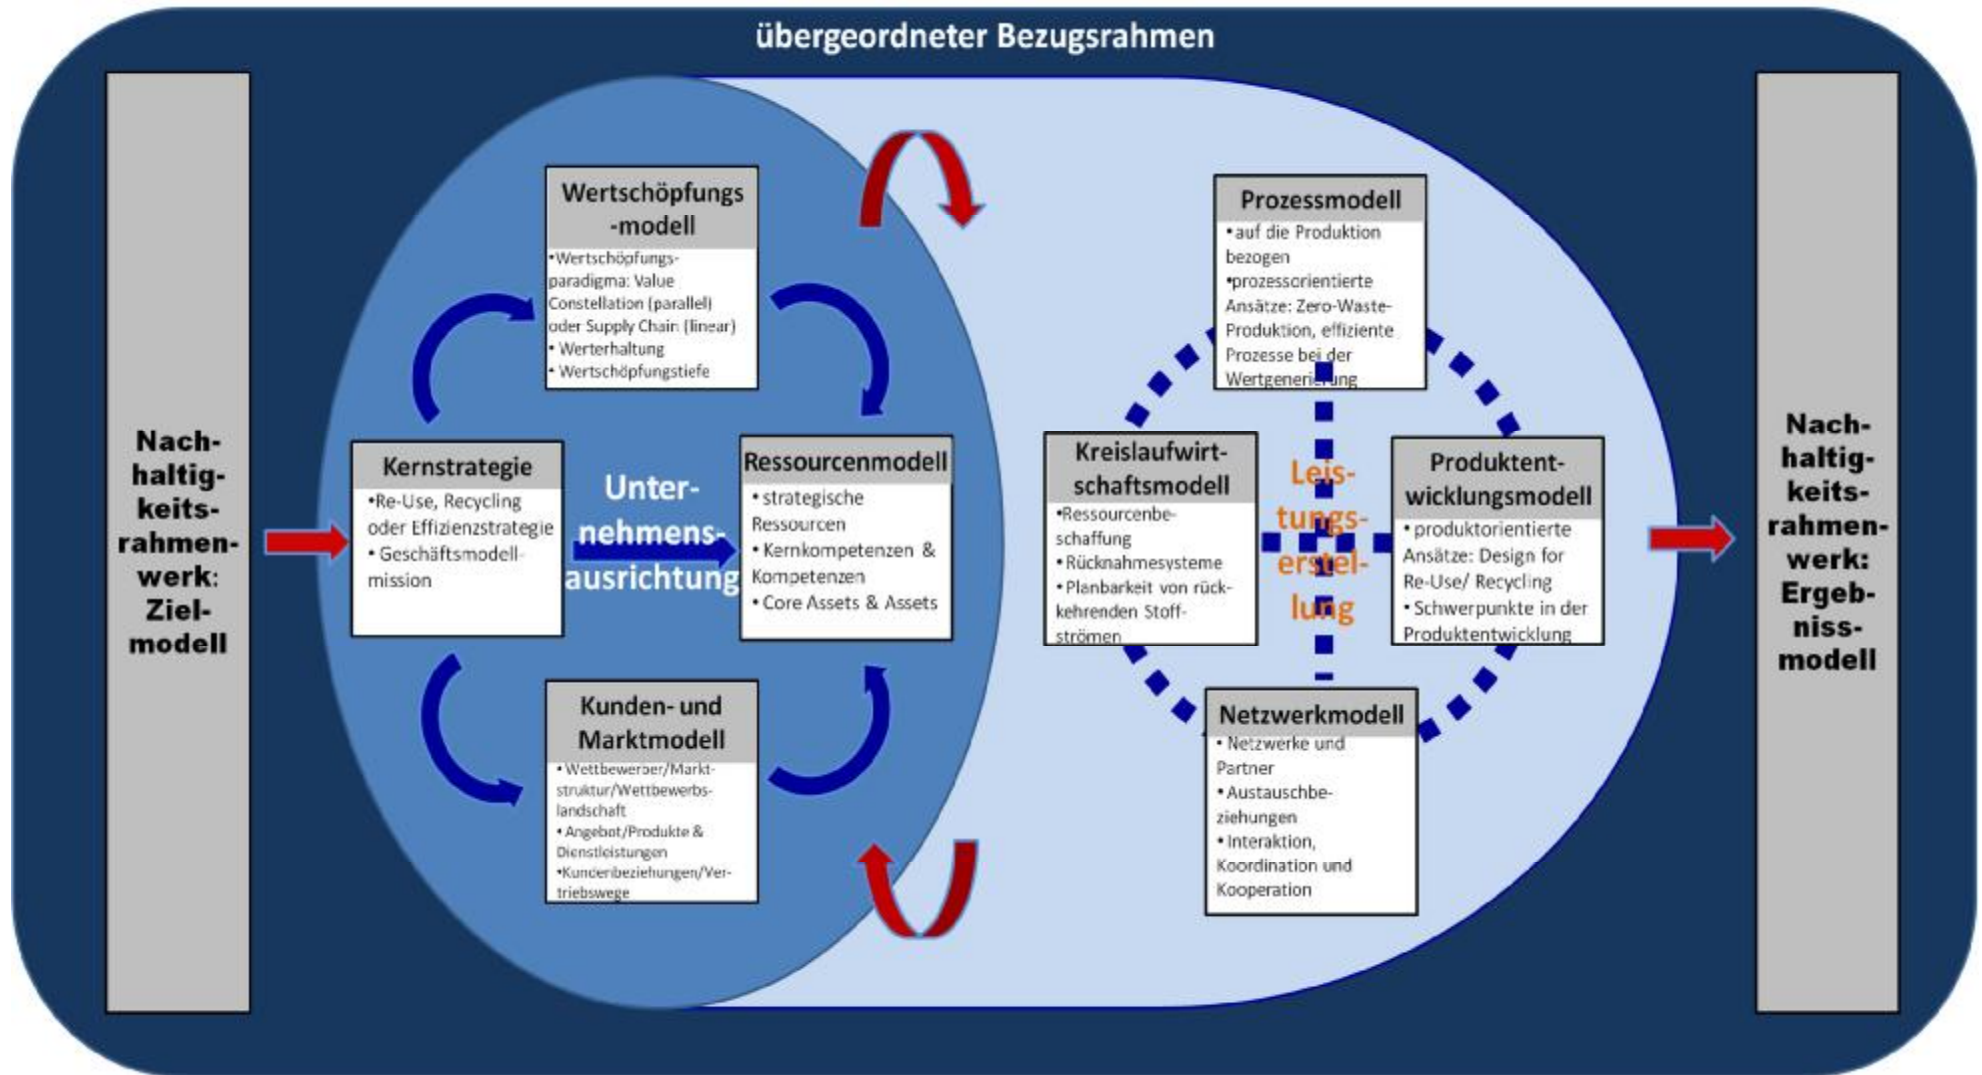 übergeordneter Bezugsrahmen
Nach-
haltig-
keits-
rahmen-
werk:
Ziel-
modell
Wertschöpfungs
-modell
•Wertschöpfungs-
paradigma: Value
Constellation (parallel)
oder Supply Chain (linear)
• Werterhaltung
• Wertschöpfungstiefe
Kernstrategie
•Re-Use, Recycling
oder Effizienzstrategie
• Geschäftsmodell-
mission
Unter-
nehmens-
ausrichtung
Ressourcenmodell
• strategische
Ressourcen
• Kernkompetenzen &
Kompetenzen
• Core Assets & Assets
Kunden- und
Marktmodell
• Wettbewerber/Markt-
struktur/Wettbewerbs-
landschaft
• Angebot/Produkte &
Dienstleistungen
•Kundenbeziehungen/Ver-
triebswege
Prozessmodell
• auf die Produktion
bezogen
•prozessorientierte
Ansätze: Zero-Waste-
Produktion, effiziente
Prozesse bei der
Wertgenerierung
Kreislaufwirt-
schaftsmodell
•Ressourcenbe-
schaffung
• Rücknahmesysteme
• Planbarkeit von rück-
kehrenden Stoff-
strömen
Leis-
tungs-
erstel-
lung
Produktent-
wicklungsmodell
• produktorientierte
Ansätze: Design for
Re-Use/ Recycling
• Schwerpunkte in der
Produktentwicklung
Netzwerkmodell
• Netzwerke und
Partner
• Austauschbe-
ziehungen
• Interaktion,
Koordination und
Kooperation
Nach-
haltig-
keits-
rahmen-
werk:
Ergeb-
niss-
modell